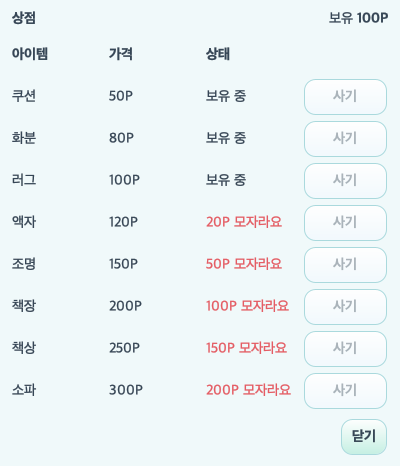 상점 보유 100P
아이템 가격 상태
쿠션 50P 보유 중 사기
화분 80P 보유 중 사기
러그 100P 보유 중 사기
액자 120P 20P 모자라요 사기
조명 150P 50P 모자라요 사기
책장 200P 100P 모자라요 사기
책상 250P 150P 모자라요 사기
소파 300P 200P 모자라요 사기
닫기